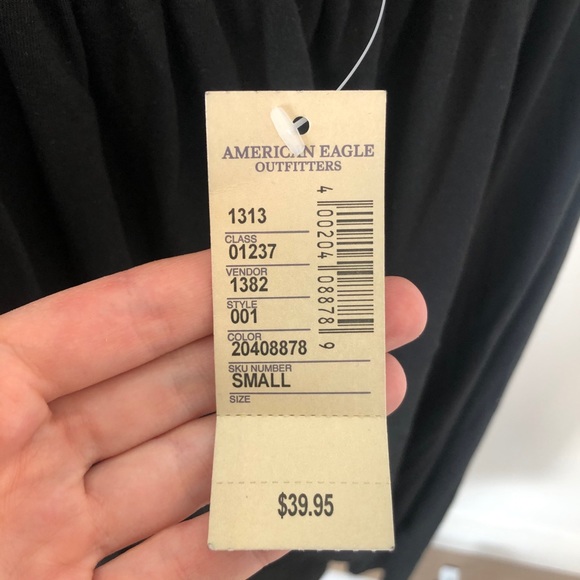 AMERICAN EAGLE
OUTFITTERS
1313
CLASS
01237
VENDOR
1382
STYLE
001
COLOR
20408878
SKU NUMBER
SMALL
SIZE
4 00204 08878 9
$39.95